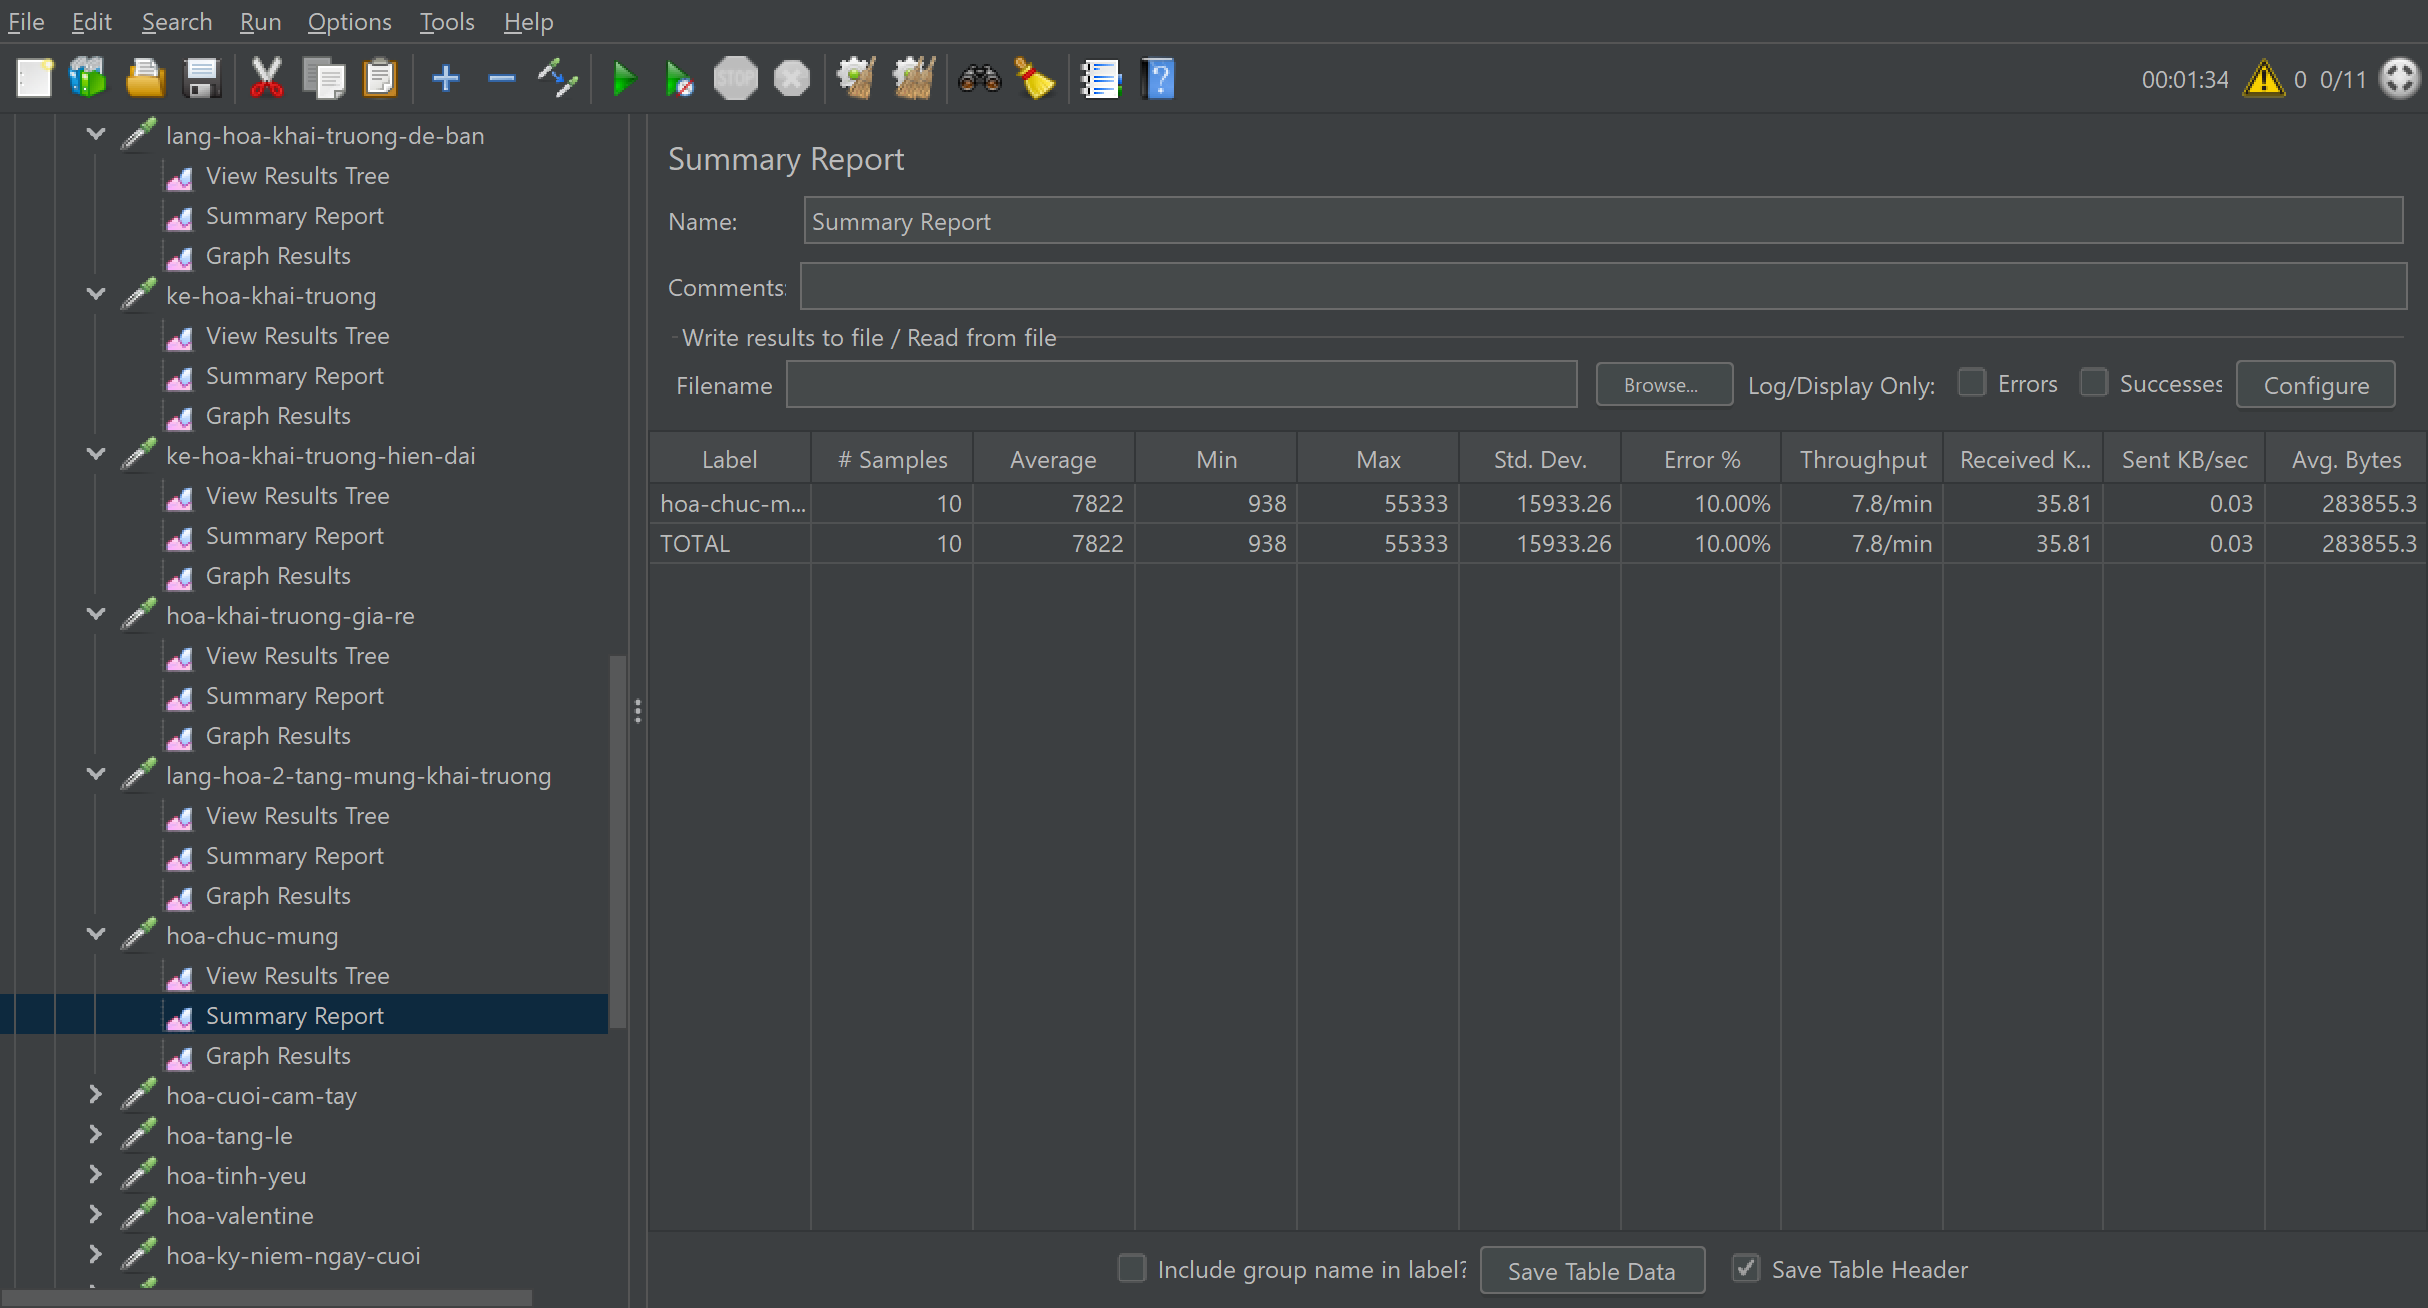 File Edit Search Run Options Tools Help
STOP
00:01:34 0 0/11
lang-hoa-khai-truong-de-ban
View Results Tree
Summary Report
Graph Results
ke-hoa-khai-truong
View Results Tree
Summary Report
Graph Results
ke-hoa-khai-truong-hien-dai
View Results Tree
Summary Report
Graph Results
hoa-khai-truong-gia-re
View Results Tree
Summary Report
Graph Results
lang-hoa-2-tang-mung-khai-truong
View Results Tree
Summary Report
Graph Results
hoa-chuc-mung
View Results Tree
Summary Report
Graph Results
hoa-cuoi-cam-tay
hoa-tang-le
hoa-tinh-yeu
hoa-valentine
hoa-ky-niem-ngay-cuoi
Summary Report
Name: Summary Report
Comments:
Write results to file / Read from file
Filename Browse... Log/Display Only: Errors Successes Configure
Label # Samples Average Min Max Std. Dev. Error % Throughput Received K... Sent KB/sec Avg. Bytes
hoa-chuc-m... 10 7822 938 55333 15933.26 10.00% 7.8/min 35.81 0.03 283855.3
TOTAL 10 7822 938 55333 15933.26 10.00% 7.8/min 35.81 0.03 283855.3
Include group name in label? Save Table Data Save Table Header